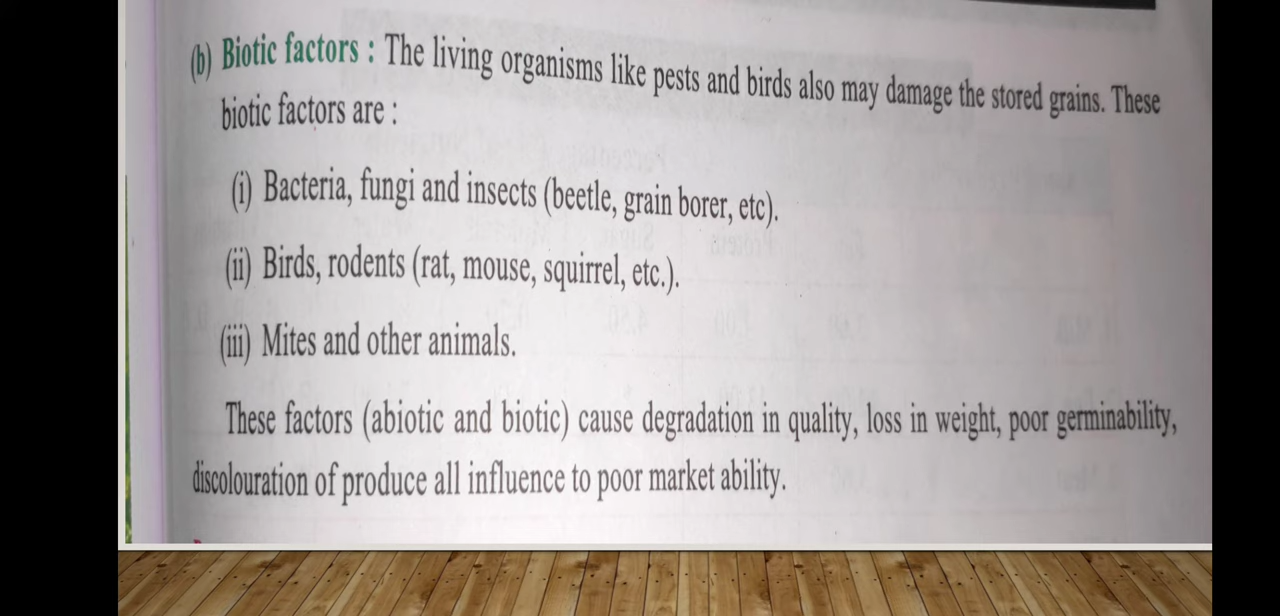 (b) Biotic factors : The living organisms like pests and birds also may damage the stored grains. These
biotic factors are :
(i) Bacteria, fungi and insects (beetle, grain borer, etc).
(ii) Birds, rodents (rat, mouse, squirrel, etc.).
(iii) Mites and other animals.
These factors (abiotic and biotic) cause degradation in quality, loss in weight, poor germinability,
discolouration of produce all influence to poor market ability.